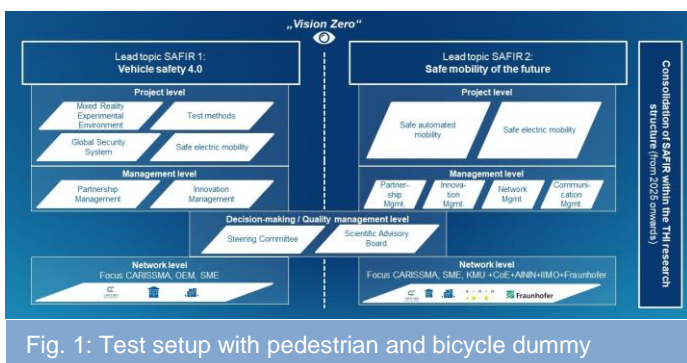 „Vision Zero“
Lead topic SAFIR 1:
Vehicle safety 4.0
Project level
Mixed Reality
Experimental
Environment
Test methods
Global Security
System
Safe electric mobility
Management level
Partnership
Management
Innovation
Management
Lead topic SAFIR 2:
Safe mobility of the future
Project level
Safe automated
mobility
Safe electric mobility
Management level
Partner-
ship
Mgmt.
Innova-
tion
Mgmt.
Network
Mgmt
Communi-
cation
Mgmt.
Decision-making / Quality management level
Steering Committee
Scientific Advisory
Board
Network level
Focus CARISSMA, OEM, SME
Network level
Focus CARISSMA, SME, KMU +CoE+AININ+IIMO+Fraunhofer
Fraunhofer
Consolidation of SAFIR within the THI research
structure (from 2025 onwards)
Fig. 1: Test setup with pedestrian and bicycle dummy